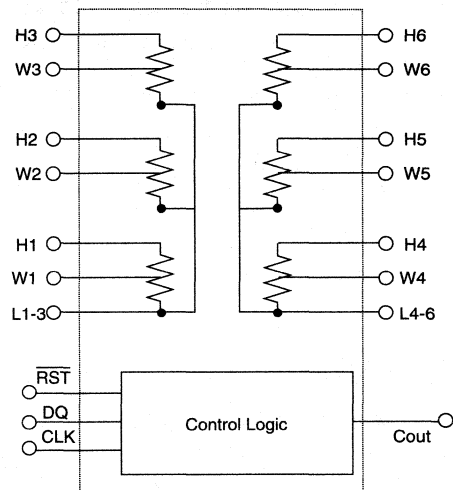 H3 H6
W3 W6
H2 H5
W2 W5
H1 H4
W1 W4
L1-3 L4-6
R̅S̅T̅
DQ
CLK
Control Logic
Cout